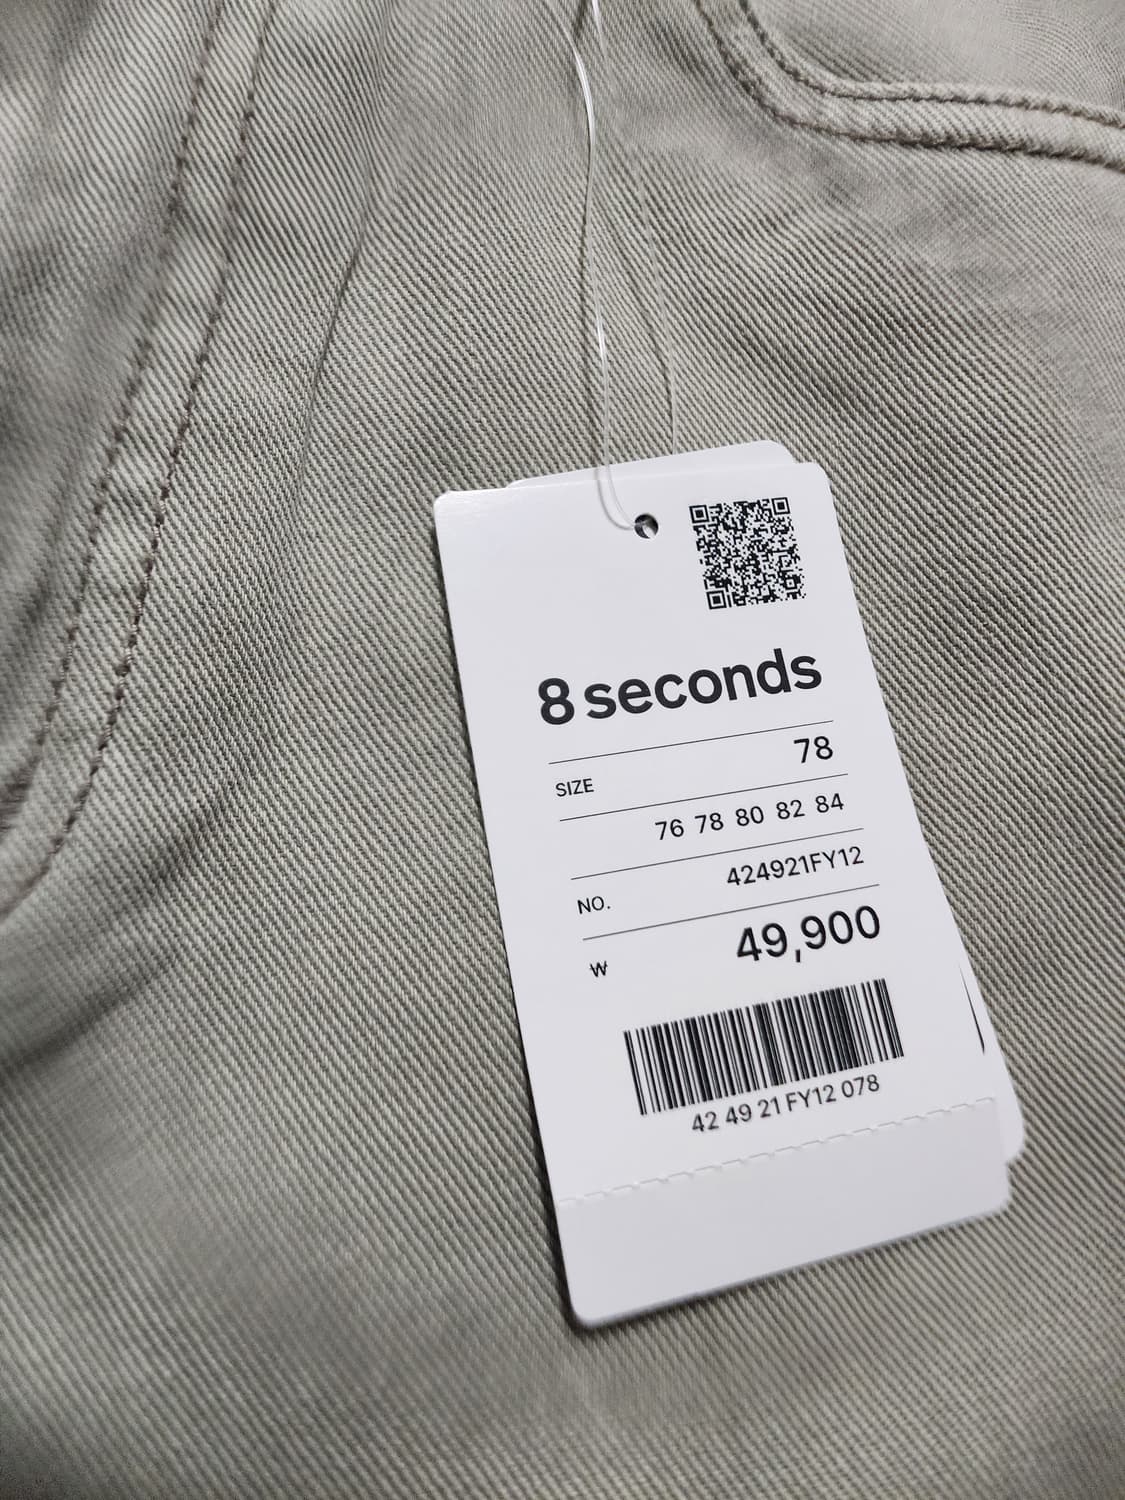 8 seconds
SIZE 78
76 78 80 82 84
NO. 424921FY12
₩ 49,900
42 49 21 FY12 078